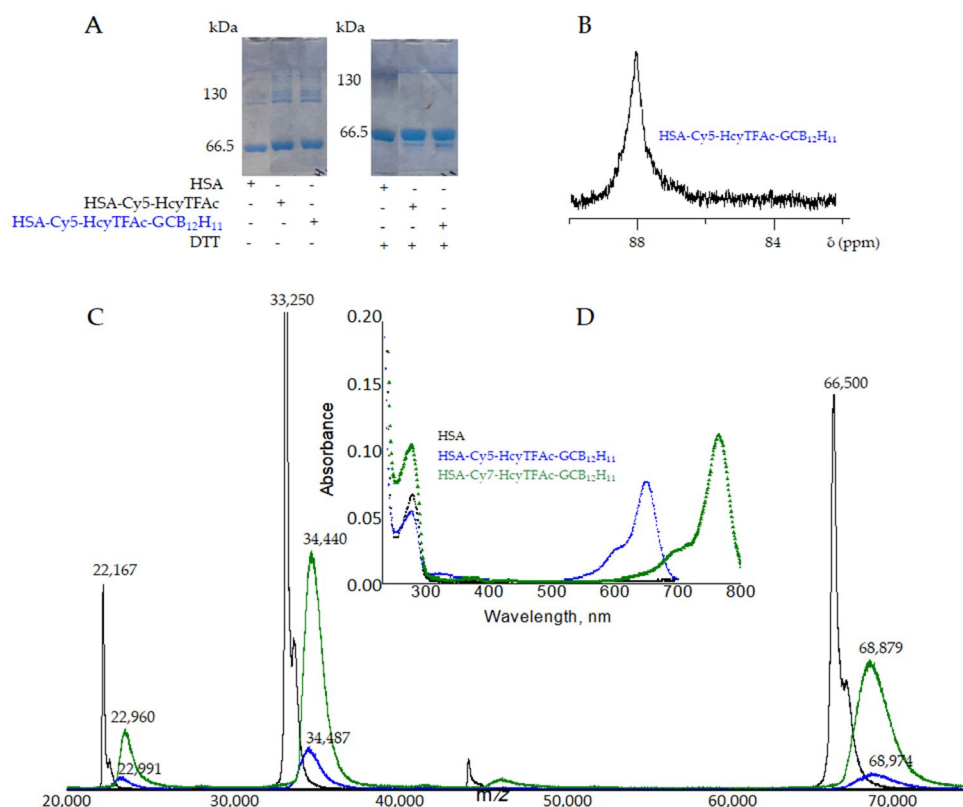 A
kDa
kDa
130
130
66.5
66.5
HSA + - - + - -
HSA-Cy5-HcyTFAc - + - - + -
HSA-Cy5-HcyTFAc-GCB₁₂H₁₁ - - + - - +
DTT - - - + + +
B
HSA-Cy5-HcyTFAc-GCB₁₂H₁₁
88 84 δ (ppm)
C
33,250
22,167
34,440
22,960
22,991
34,487
66,500
68,879
68,974
20,000 30,000 40,000 50,000 60,000 70,000
m/z
D
0.20
0.15
0.10
0.05
0.00
Absorbance
HSA
HSA-Cy5-HcyTFAc-GCB₁₂H₁₁
HSA-Cy7-HcyTFAc-GCB₁₂H₁₁
300 400 500 600 700 800
Wavelength, nm